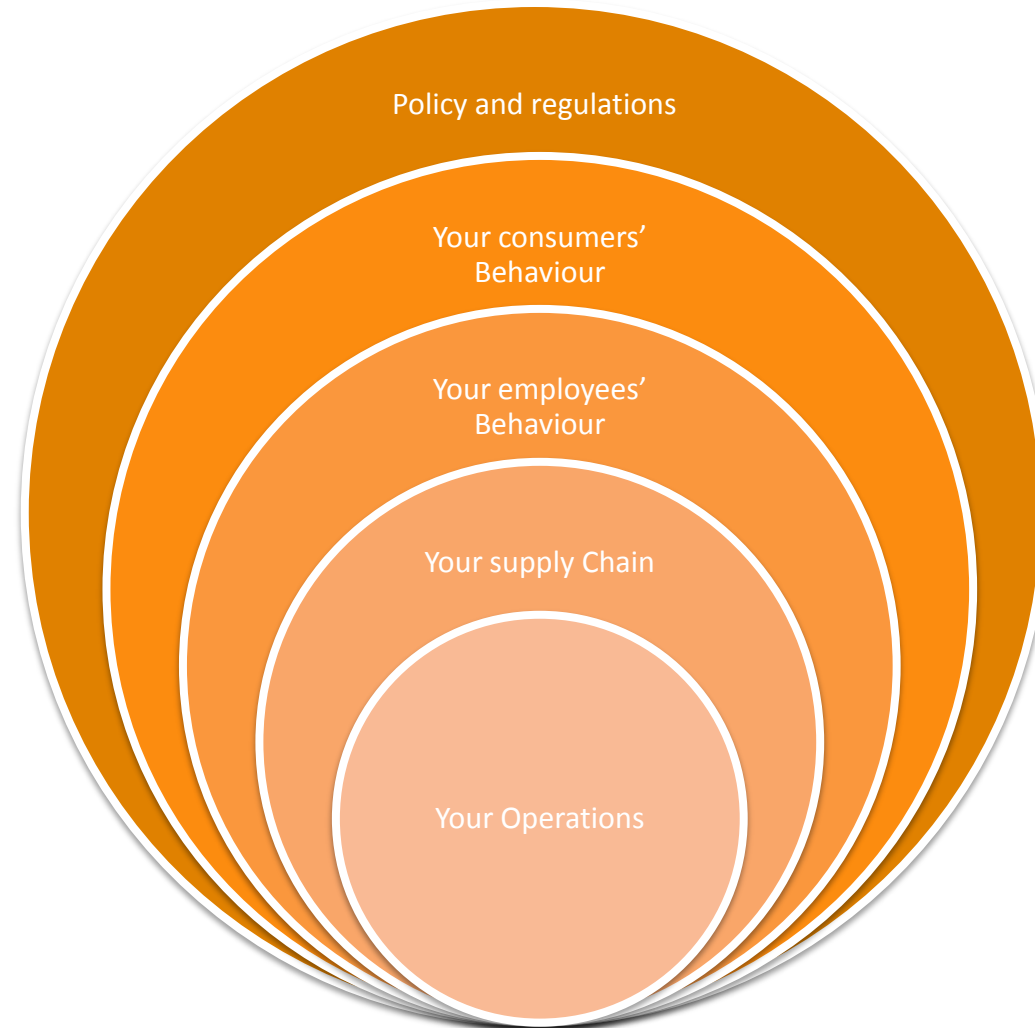 Policy and regulations
Your consumers’
Behaviour
Your employees’
Behaviour
Your supply Chain
Your Operations